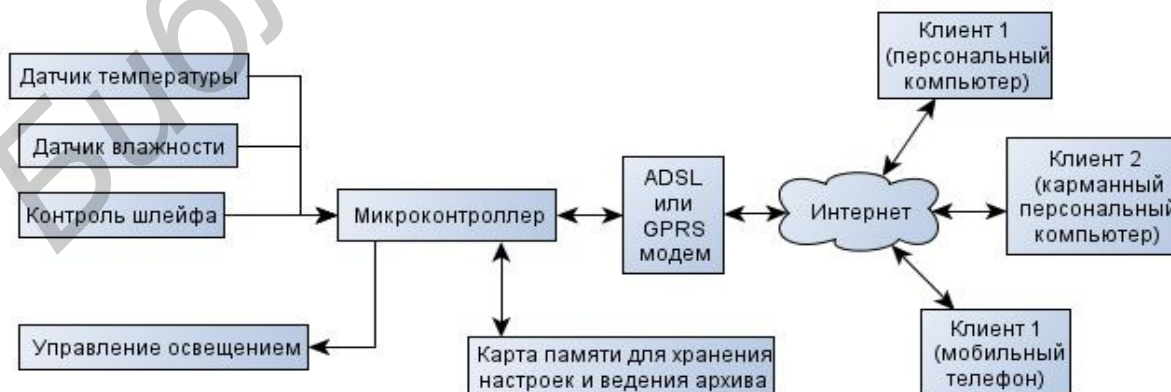 Датчик температуры
Датчик влажности
Контроль шлейфа
Управление освещением
Микроконтроллер
Карта памяти для хранения
настроек и ведения архива
ADSL
или
GPRS
модем
Интернет
Клиент 1
(персональный
компьютер)
Клиент 2
(карманный
персональный
компьютер)
Клиент 1
(мобильный
телефон)